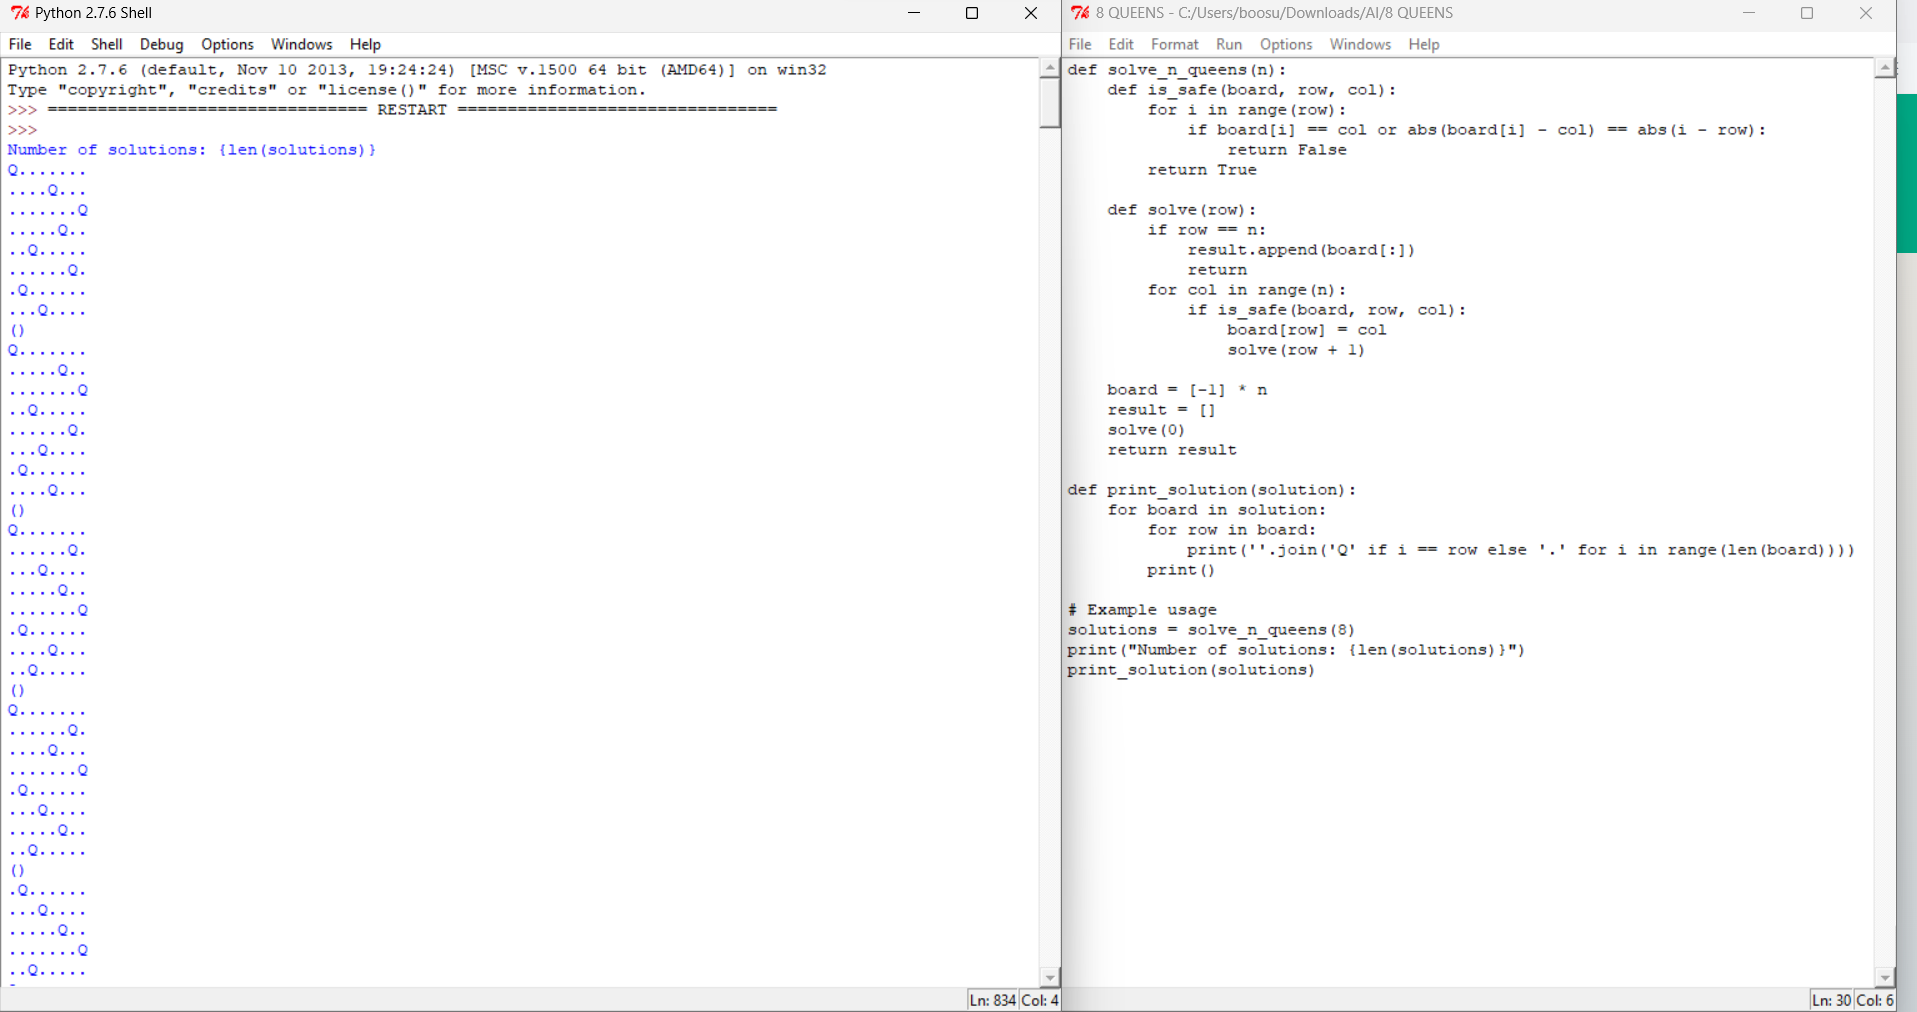 Python 2.7.6 Shell
File Edit Shell Debug Options Windows Help
Python 2.7.6 (default, Nov 10 2013, 19:24:24) [MSC v.1500 64 bit (AMD64)] on win32
Type "copyright", "credits" or "license()" for more information.
>>> ================================ RESTART ================================
>>>
Number of solutions: {len(solutions)}
Q.......
....Q...
.......Q
.....Q..
..Q.....
......Q.
.Q......
...Q....
()
Q.......
.....Q..
.......Q
..Q.....
......Q.
...Q....
.Q......
....Q...
()
Q.......
......Q.
...Q....
.....Q..
.......Q
.Q......
....Q...
..Q.....
()
Q.......
......Q.
....Q...
.......Q
.Q......
...Q....
.....Q..
..Q.....
()
.Q......
...Q....
.....Q..
.......Q
..Q.....
Ln: 834 Col: 4
8 QUEENS - C:/Users/boosu/Downloads/AI/8 QUEENS
File Edit Format Run Options Windows Help
def solve_n_queens(n):
    def is_safe(board, row, col):
        for i in range(row):
            if board[i] == col or abs(board[i] - col) == abs(i - row):
                return False
        return True

    def solve(row):
        if row == n:
            result.append(board[:])
            return
        for col in range(n):
            if is_safe(board, row, col):
                board[row] = col
                solve(row + 1)

    board = [-1] * n
    result = []
    solve(0)
    return result

def print_solution(solution):
    for board in solution:
        for row in board:
            print(''.join('Q' if i == row else '.' for i in range(len(board))))
        print()

# Example usage
solutions = solve_n_queens(8)
print("Number of solutions: {len(solutions)}")
print_solution(solutions)
Ln: 30 Col: 6